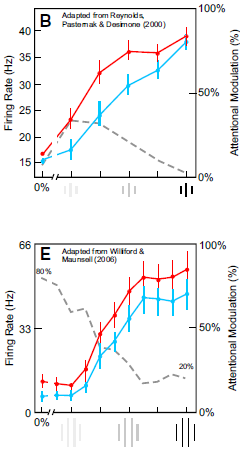 B
Adapted from Reynolds,
Pasternak & Desimone (2000)
Firing Rate (Hz)
40
35
30
25
20
15
100%
50%
0%
Attentional Modulation (%)
0%
E
Adapted from Williford &
Maunsell (2006)
Firing Rate (Hz)
66
33
0
80%
20%
100%
50%
0%
Attentional Modulation (%)
0%